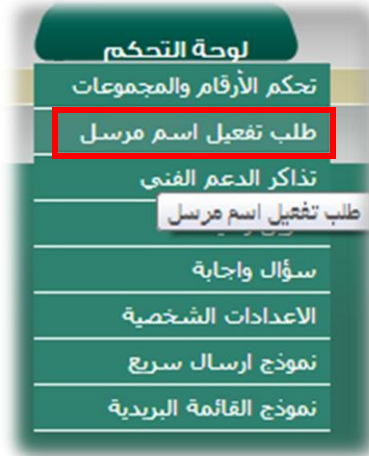 لوحة التحكم
تحكم الأرقام والمجموعات
طلب تفعيل اسم مرسل
تذاكر الدعم الفني
طلب تفعيل اسم مرسل
سؤال واجابة
الاعدادات الشخصية
نموذج ارسال سريع
نموذج القائمة البريدية